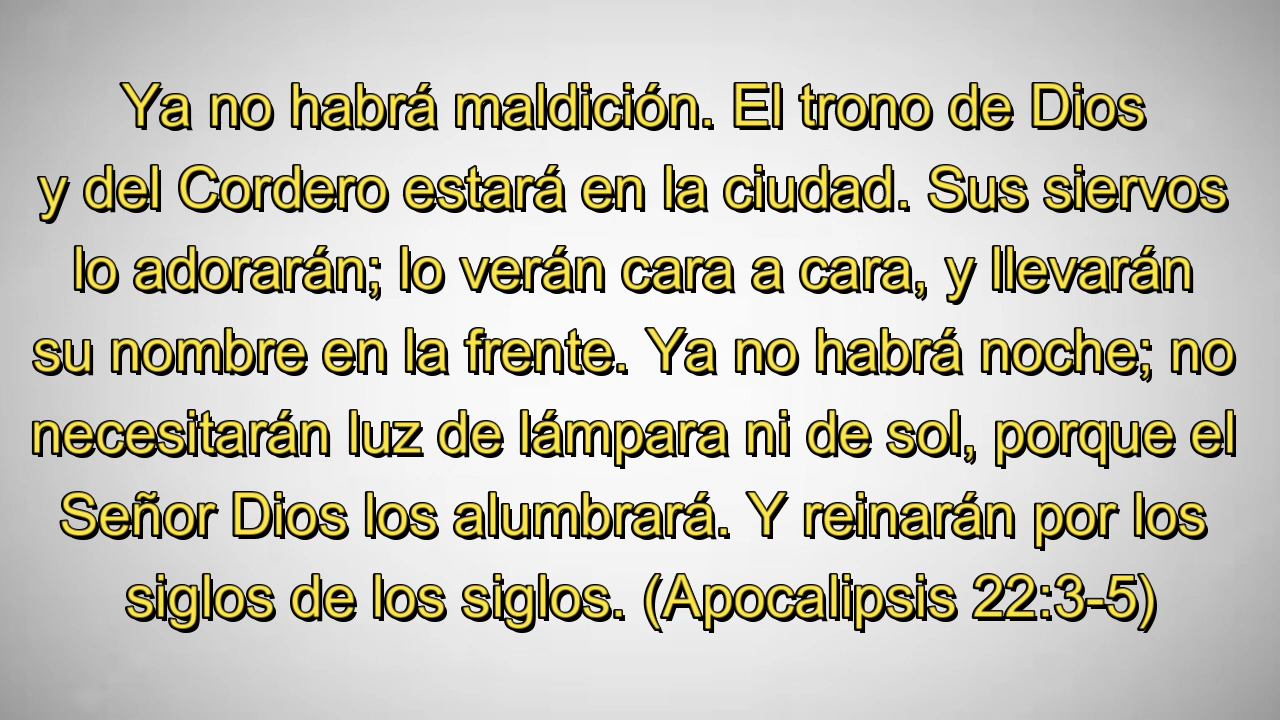 Ya no habrá maldición. El trono de Dios
y del Cordero estará en la ciudad. Sus siervos
lo adorarán; lo verán cara a cara, y llevarán
su nombre en la frente. Ya no habrá noche; no
necesitarán luz de lámpara ni de sol, porque el
Señor Dios los alumbrará. Y reinarán por los
siglos de los siglos. (Apocalipsis 22:3-5)